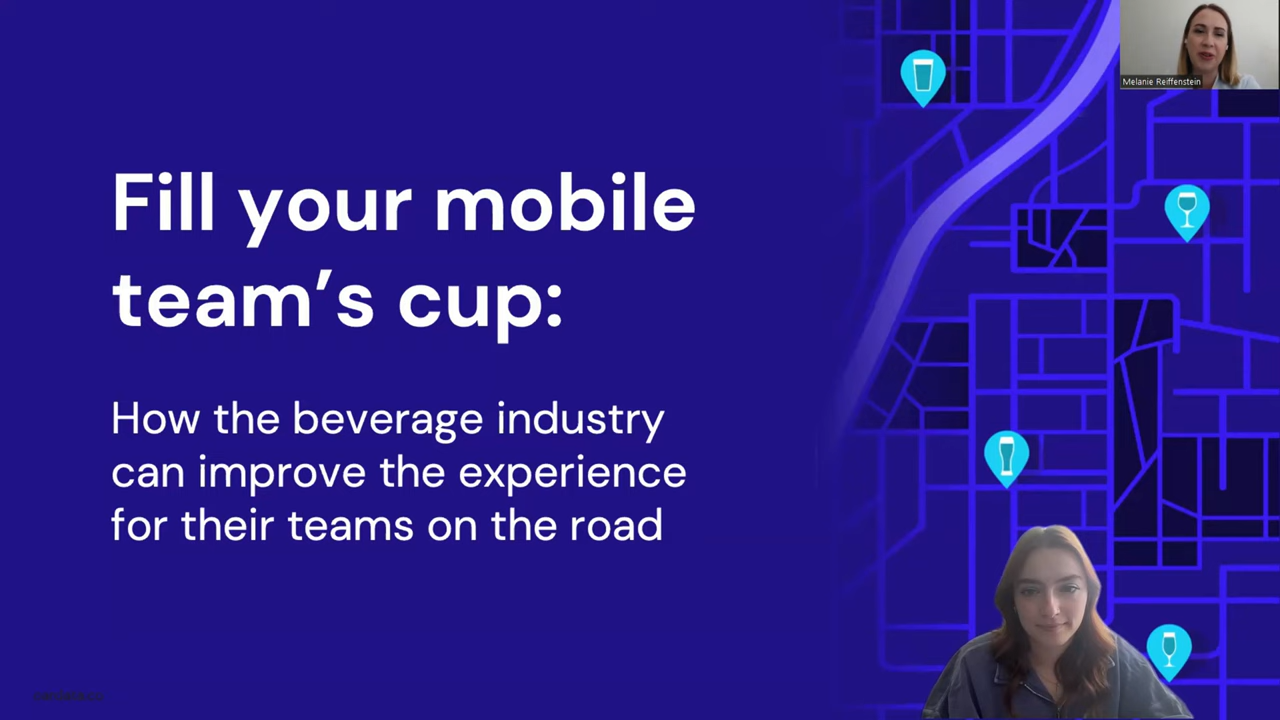 Fill your mobile
team’s cup:
How the beverage industry
can improve the experience
for their teams on the road
Melanie Reiffenstein